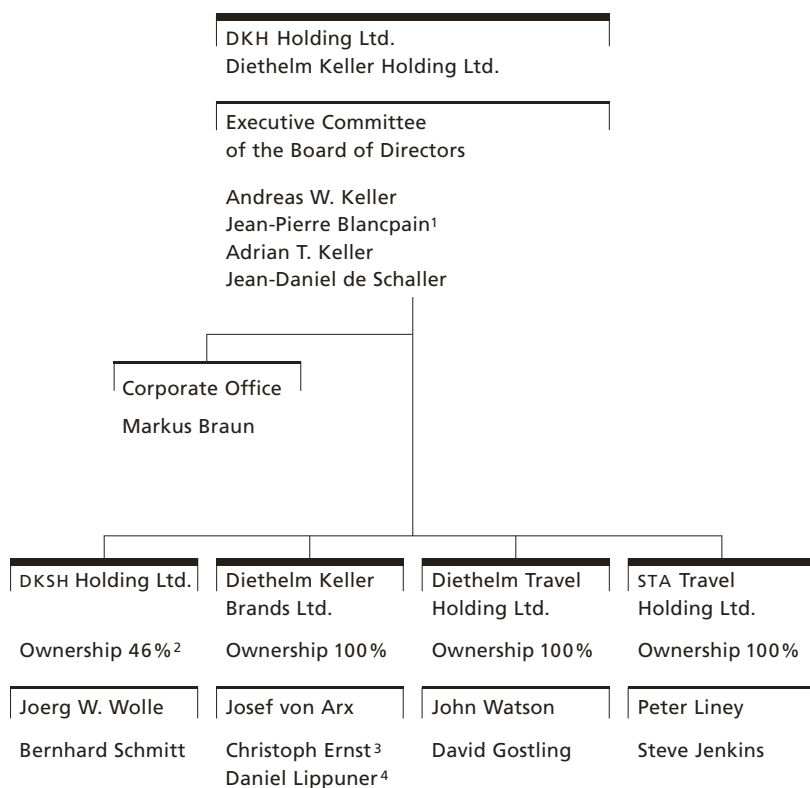 DKH Holding Ltd.
Diethelm Keller Holding Ltd.
Executive Committee
of the Board of Directors
Andreas W. Keller
Jean-Pierre Blancpain¹
Adrian T. Keller
Jean-Daniel de Schaller
Corporate Office
Markus Braun
DKSH Holding Ltd.
Ownership 46%²
Joerg W. Wolle
Bernhard Schmitt
Diethelm Keller
Brands Ltd.
Ownership 100%
Josef von Arx
Christoph Ernst³
Daniel Lippuner⁴
Diethelm Travel
Holding Ltd.
Ownership 100%
John Watson
David Gostling
STA Travel
Holding Ltd.
Ownership 100%
Peter Liney
Steve Jenkins